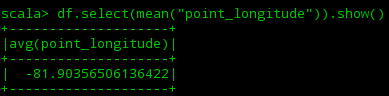 scala> df.select(mean("point_longitude")).show()
+--------------------+
|avg(point_longitude)|
+--------------------+
|  -81.90356506136422|
+--------------------+